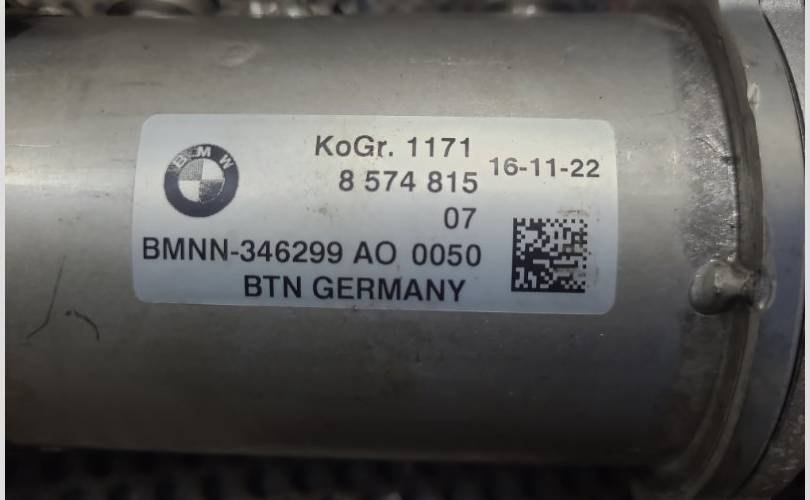 BMW
KoGr. 1171
8 574 815
16-11-22
07
BMNN-346299 AO 0050
BTN GERMANY